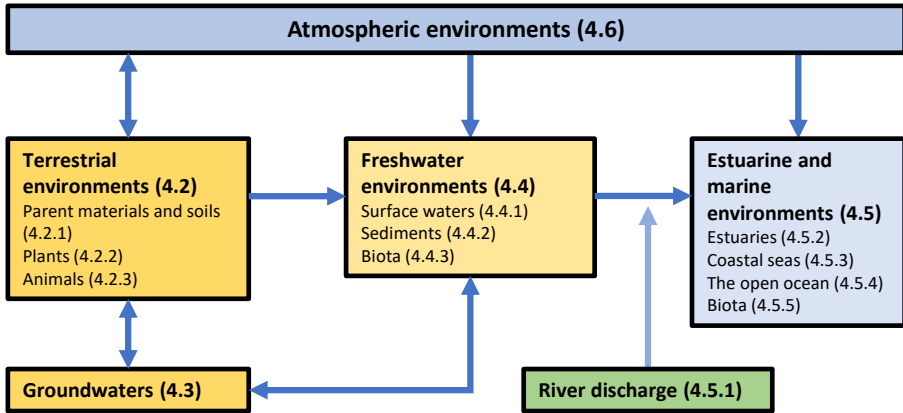 Atmospheric environments (4.6)
Terrestrial
environments (4.2)
Parent materials and soils
(4.2.1)
Plants (4.2.2)
Animals (4.2.3)
Freshwater
environments (4.4)
Surface waters (4.4.1)
Sediments (4.4.2)
Biota (4.4.3)
Estuarine and
marine
environments (4.5)
Estuaries (4.5.2)
Coastal seas (4.5.3)
The open ocean (4.5.4)
Biota (4.5.5)
Groundwaters (4.3)
River discharge (4.5.1)